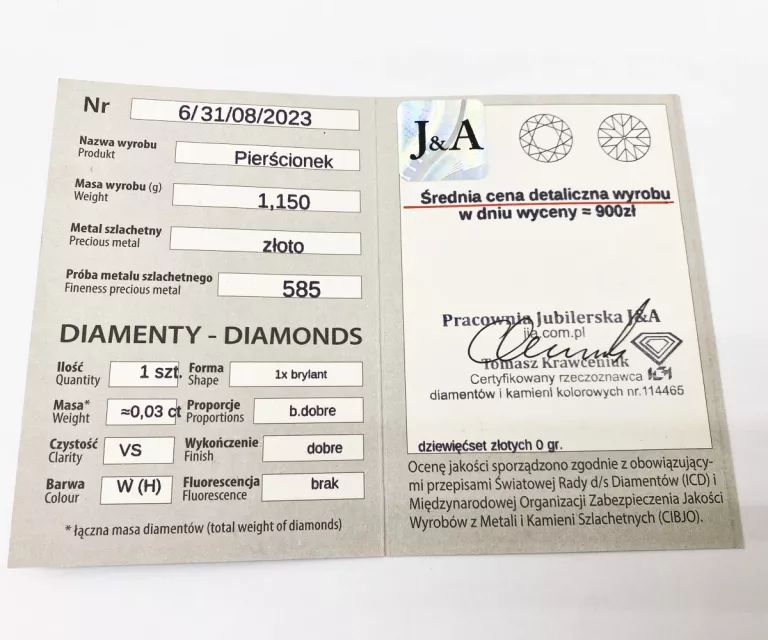 Nr 6/31/08/2023
Nazwa wyrobu
Produkt
Pierścionek
Masa wyrobu (g)
Weight
1,150
Metal szlachetny
Precious metal
złoto
Próba metalu szlachetnego
Fineness precious metal
585
DIAMENTY - DIAMONDS
Ilość
Quantity
1 szt.
Forma
Shape
1x brylant
Masa*
Weight
≈0,03 ct
Proporcje
Proportions
b.dobre
Czystość
Clarity
VS
Wykończenie
Finish
dobre
Barwa
Colour
W (H)
Fluorescencja
Fluorescence
brak
* łączna masa diamentów (total weight of diamonds)
J&A
Średnia cena detaliczna wyrobu
w dniu wyceny = 900zł
Pracownia Jubilerska J&A
jja.com.pl
Tomasz Krawceniuk
Certyfikowany rzeczoznawca
diamentów i kamieni kolorowych nr.114465
dziewięćset złotych 0 gr.
Ocenę jakości sporządzono zgodnie z obowiązujący-
mi przepisami Światowej Rady d/s Diamentów (ICD) i
Międzynarodowej Organizacji Zabezpieczenia Jakości
Wyrobów z Metali i Kamieni Szlachetnych (CIBJO).